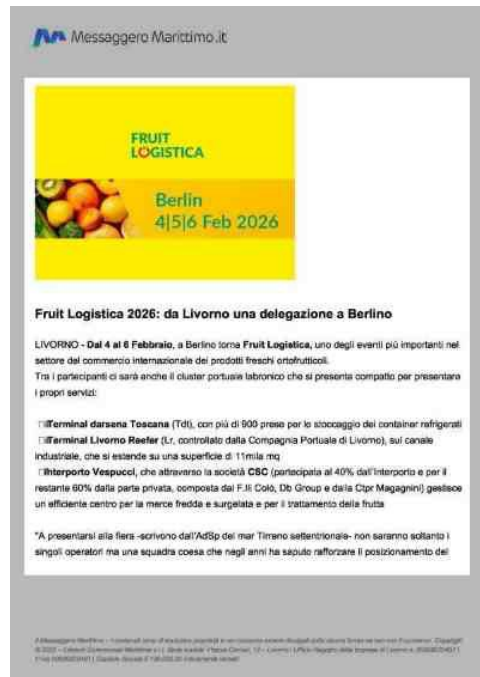 Messaggero Marittimo.it
FRUIT
LOGISTICA
Berlin
4|5|6 Feb 2026
Fruit Logistica 2026: da Livorno una delegazione a Berlino
LIVORNO - Dal 4 al 6 Febbraio, a Berlino torna Fruit Logistica, uno degli eventi più importanti nel
settore del commercio internazionale dei prodotti freschi ortofrutticoli.
Tra i partecipanti ci sarà anche il cluster portuale labronico che si presenta compatto per presentare
i propri servizi:
Terminal darsena Toscana (Tdt), con più di 900 prese per lo stoccaggio dei container refrigerati
Terminal Livorno Reefer (Lr, controllato dalla Compagnia Portuale di Livorno), sul canale
industriale, che si estende su una superficie di 11mila mq
Interporto Vespucci, che attraverso la società CSC (partecipata al 40% dall'Interporto e per il
restante 60% dalla parte privata, composta dai F.lli Colò, Db Group e dalla Ctpr Magagnini) gestisce
un efficiente centro per la merce fredda e surgelata e per il trattamento della frutta
"A presentarsi alla fiera -scrivono dall'AdSp del mar Tirreno settentrionale- non saranno soltanto i
singoli operatori ma una squadra coesa che negli anni ha saputo rafforzare il posizionamento del